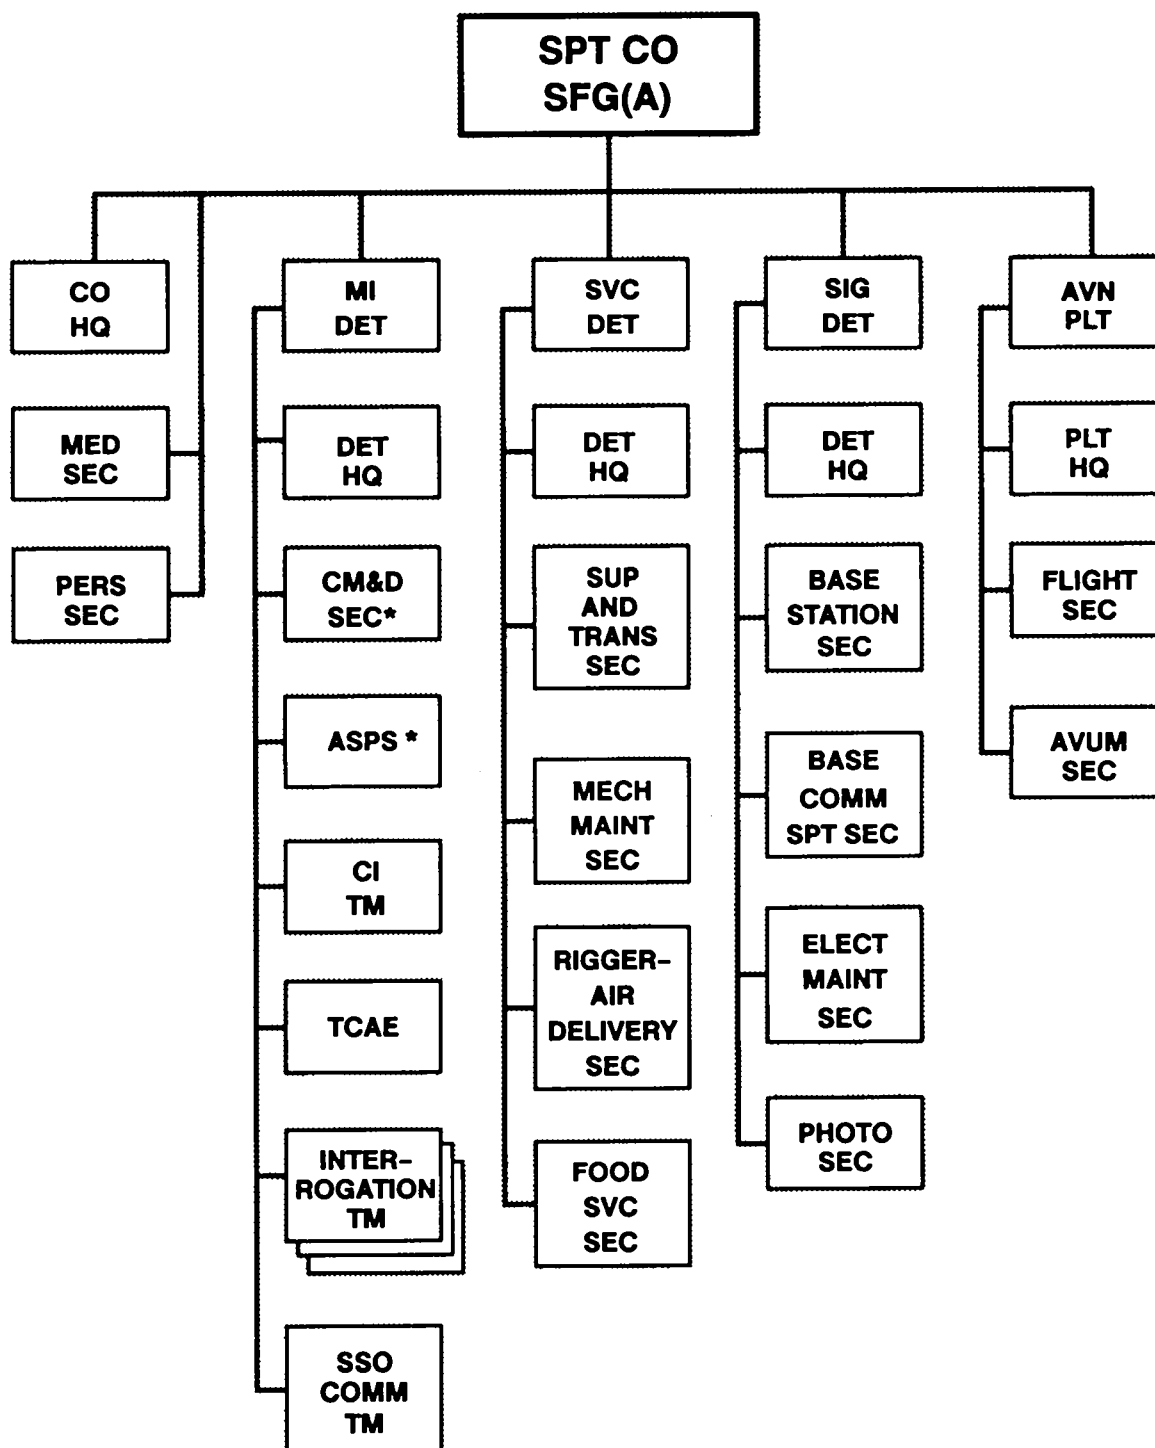 SPT CO
SFG(A)
CO
HQ
MED
SEC
PERS
SEC
MI
DET
DET
HQ
CM&D
SEC*
ASPS *
CI
TM
TCAE
INTER-
ROGATION
TM
SSO
COMM
TM
SVC
DET
DET
HQ
SUP
AND
TRANS
SEC
MECH
MAINT
SEC
RIGGER-
AIR
DELIVERY
SEC
FOOD
SVC
SEC
SIG
DET
DET
HQ
BASE
STATION
SEC
BASE
COMM
SPT SEC
ELECT
MAINT
SEC
PHOTO
SEC
AVN
PLT
PLT
HQ
FLIGHT
SEC
AVUM
SEC